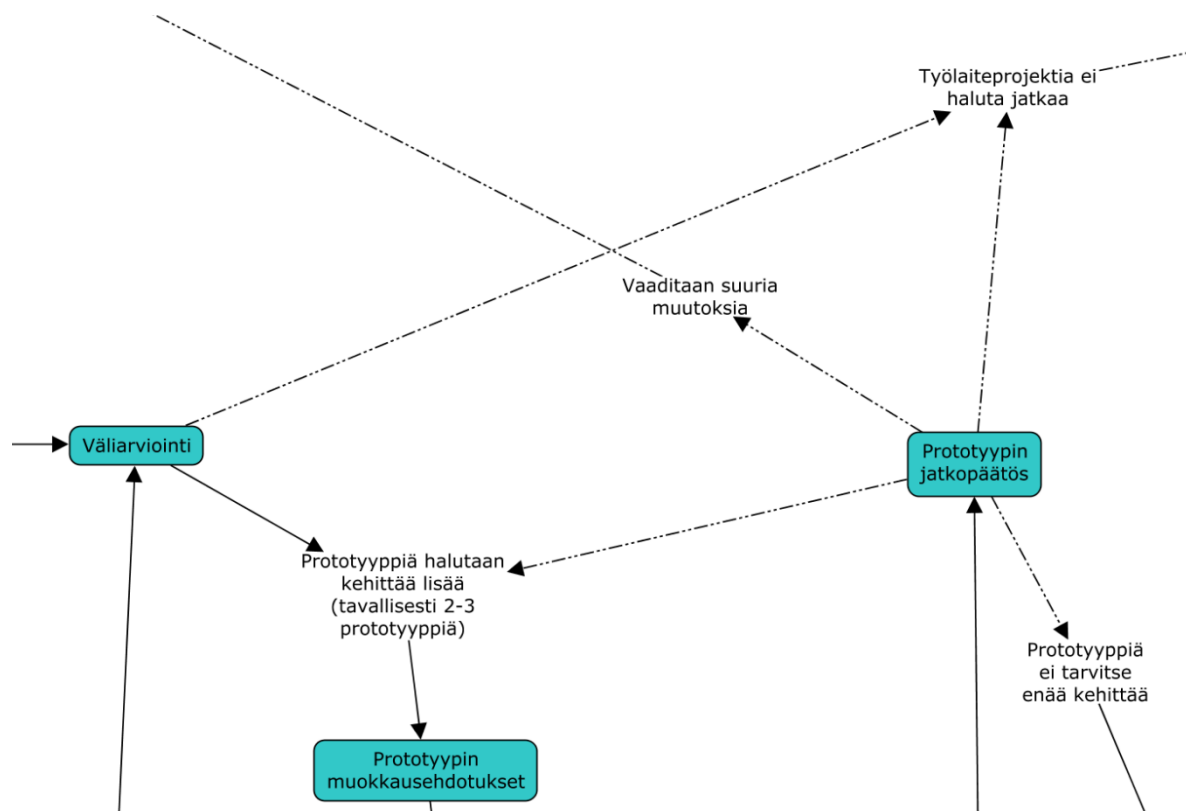 Työlaiteprojektia ei
haluta jatkaa
Vaaditaan suuria
muutoksia
Väliarviointi
Prototyypin
jatkopäätös
Prototyyppiä halutaan
kehittää lisää
(tavallisesti 2-3
prototyyppiä)
Prototyyppiä
ei tarvitse
enää kehittää
Prototyypin
muokkausehdotukset